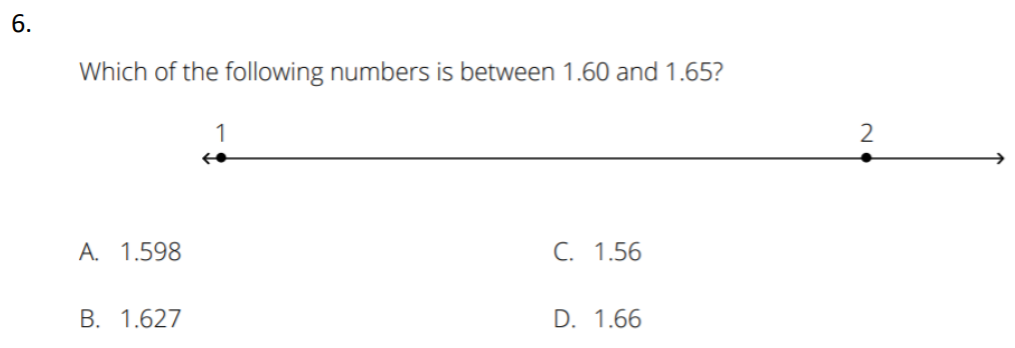 6.
Which of the following numbers is between 1.60 and 1.65?
1 2
A. 1.598 C. 1.56
B. 1.627 D. 1.66